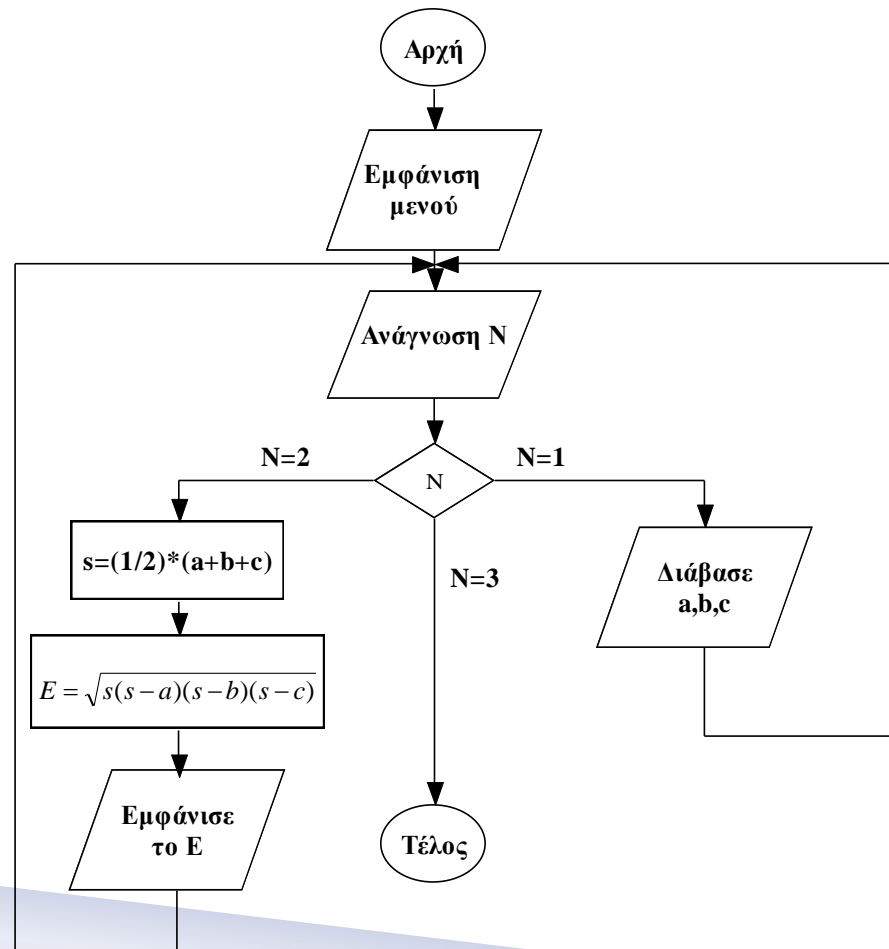 Αρχή
Εμφάνιση
μενού
Ανάγνωση Ν
N=2
N
N=1
s=(1/2)*(a+b+c)
N=3
Διάβασε
a,b,c
E = √s(s−a)(s−b)(s−c)
Εμφάνισε
το Ε
Τέλος